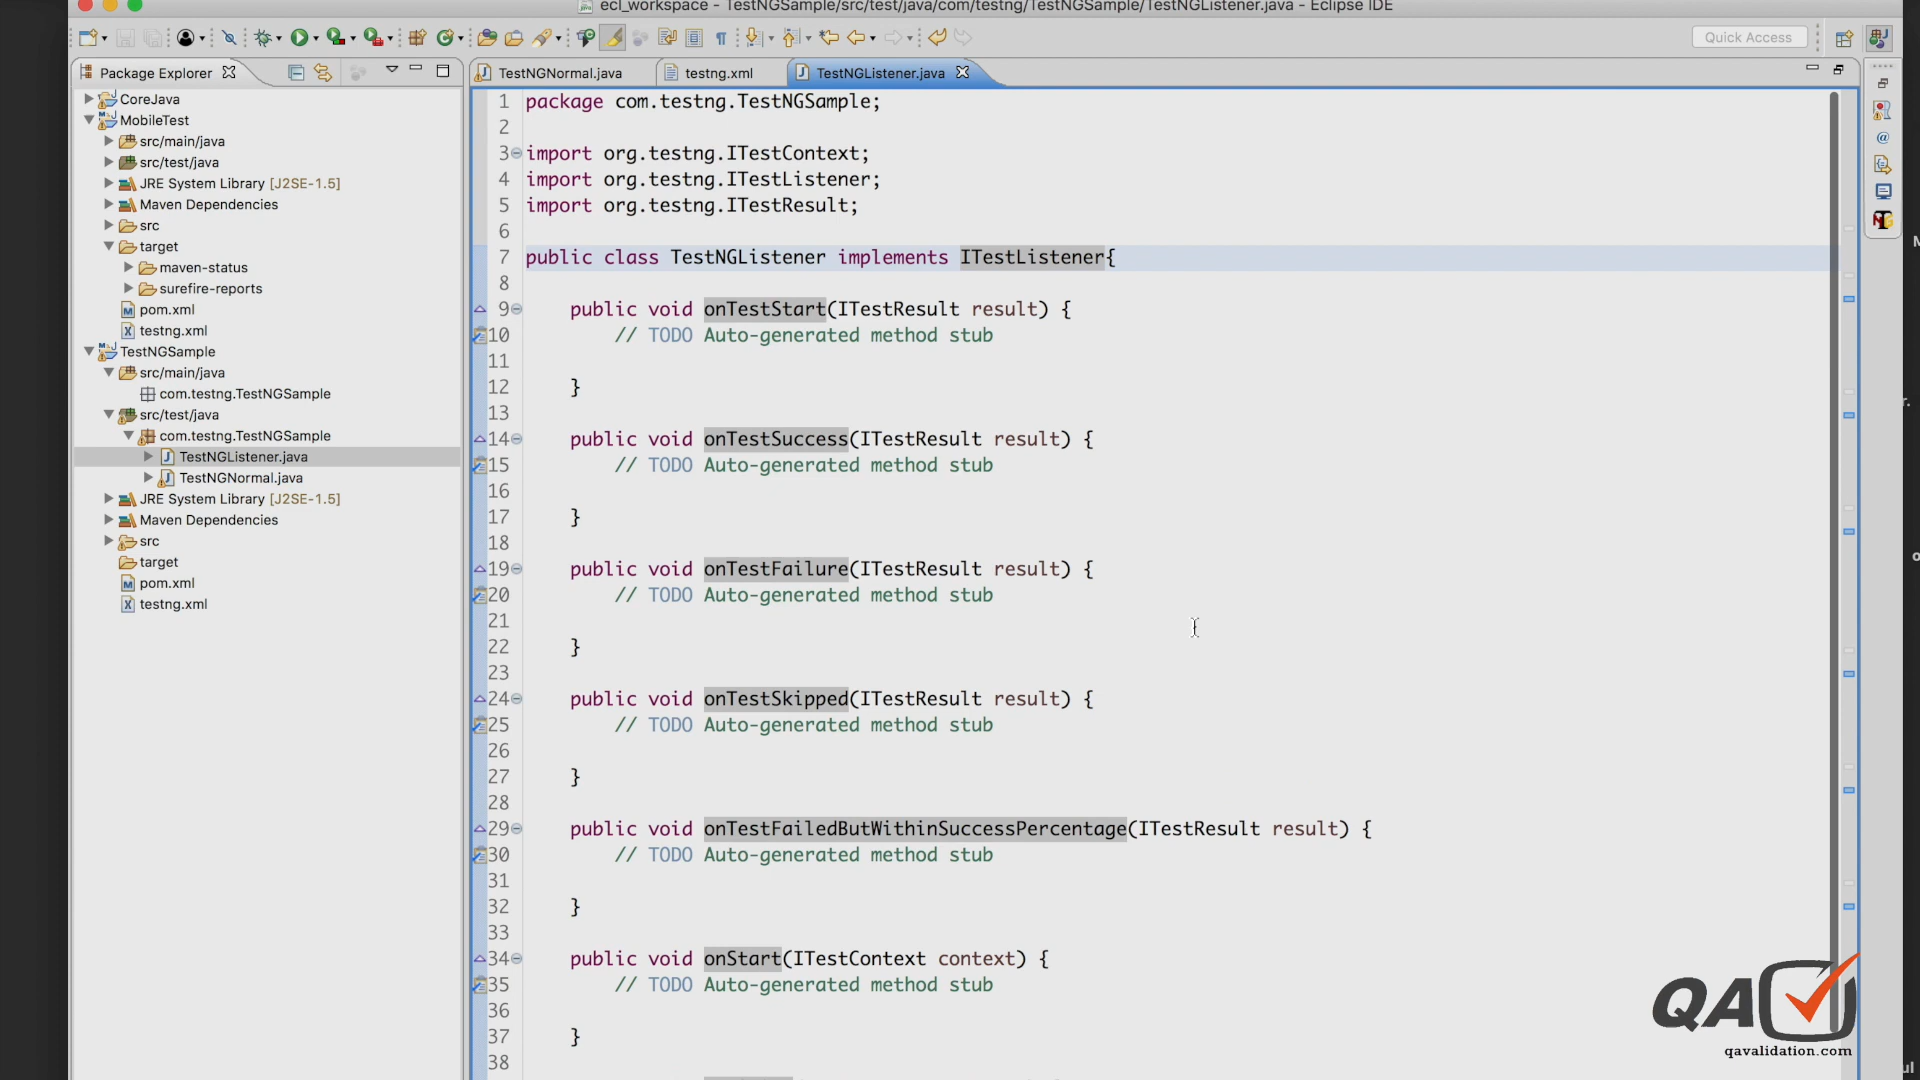 ecl_workspace - TestNGSample/src/test/java/com/testng/TestNGSample/TestNGListener.java - Eclipse IDE
Quick Access
Package Explorer
TestNGNormal.java
testng.xml
TestNGListener.java
CoreJava
MobileTest
src/main/java
src/test/java
JRE System Library [J2SE-1.5]
Maven Dependencies
src
target
maven-status
surefire-reports
pom.xml
testng.xml
TestNGSample
src/main/java
com.testng.TestNGSample
src/test/java
com.testng.TestNGSample
TestNGListener.java
TestNGNormal.java
JRE System Library [J2SE-1.5]
Maven Dependencies
src
target
pom.xml
testng.xml
1 package com.testng.TestNGSample;
2
3 import org.testng.ITestContext;
4 import org.testng.ITestListener;
5 import org.testng.ITestResult;
6
7 public class TestNGListener implements ITestListener{
8
9 public void onTestStart(ITestResult result) {
10 // TODO Auto-generated method stub
11
12 }
13
14 public void onTestSuccess(ITestResult result) {
15 // TODO Auto-generated method stub
16
17 }
18
19 public void onTestFailure(ITestResult result) {
20 // TODO Auto-generated method stub
21
22 }
23
24 public void onTestSkipped(ITestResult result) {
25 // TODO Auto-generated method stub
26
27 }
28
29 public void onTestFailedButWithinSuccessPercentage(ITestResult result) {
30 // TODO Auto-generated method stub
31
32 }
33
34 public void onStart(ITestContext context) {
35 // TODO Auto-generated method stub
36
37 }
38
QA
qavalidation.com